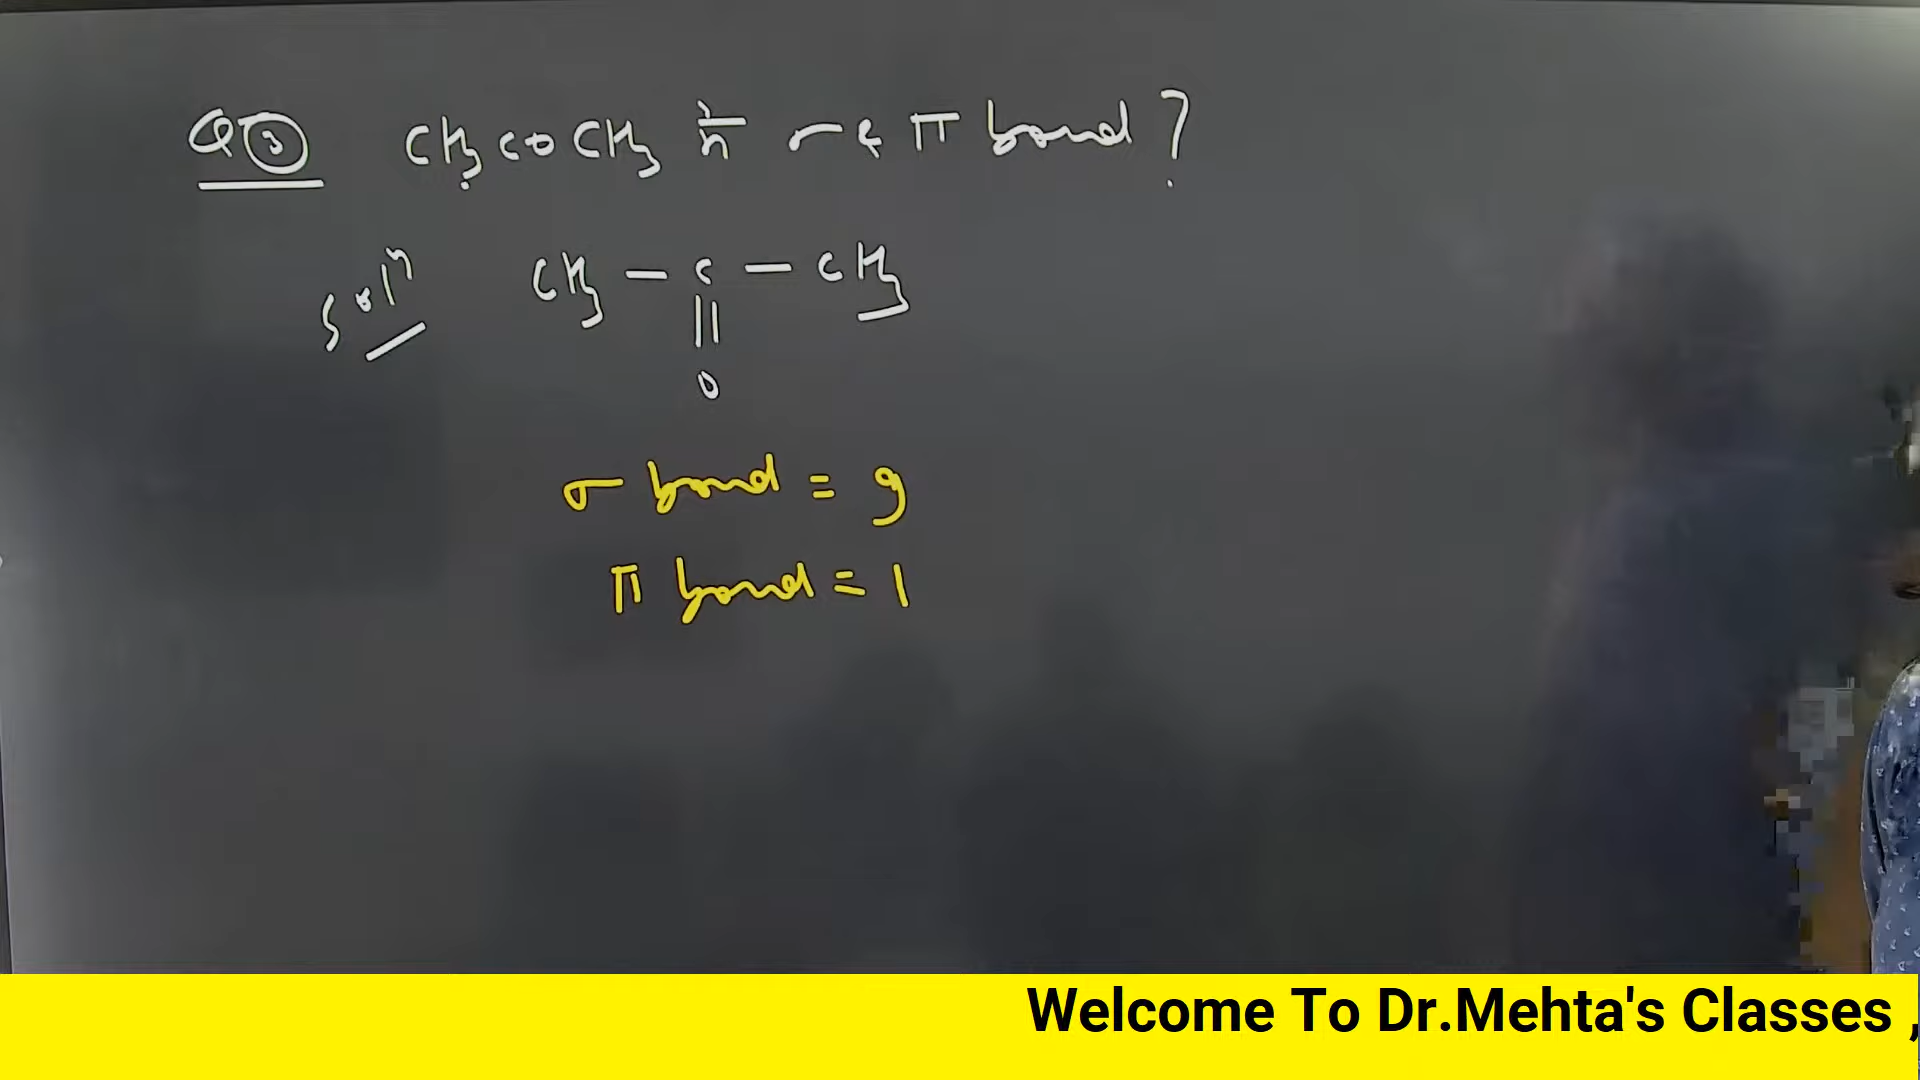 Q③ CH₃COCH₃ में σ & π bond ?
Solⁿ CH₃ — C — CH₃
||
O
σ bond = 9
π bond = 1
Welcome To Dr.Mehta's Classes ,